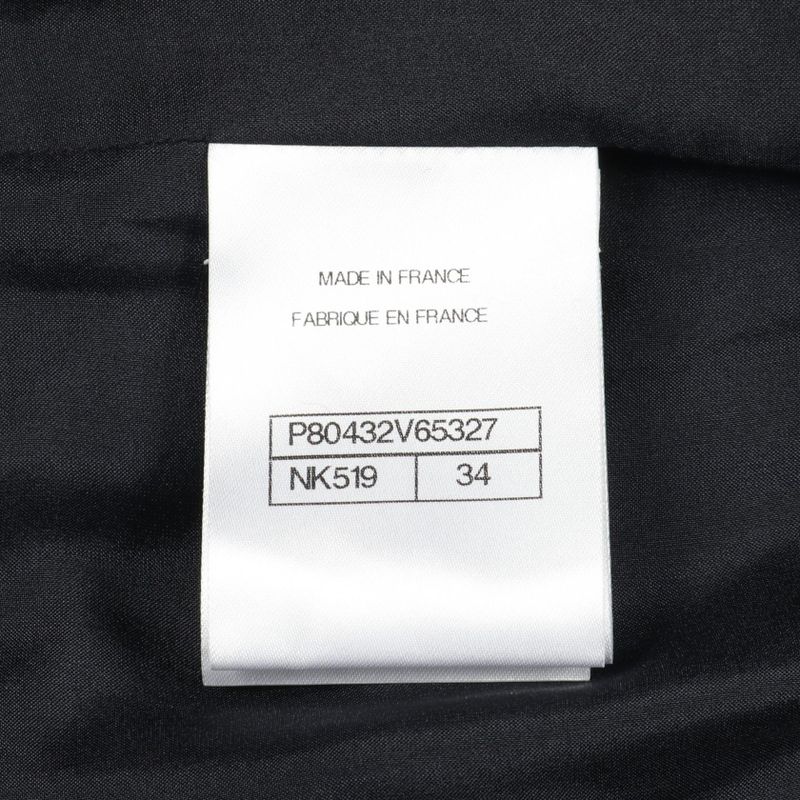 MADE IN FRANCE
FABRIQUE EN FRANCE
P80432V65327
NK519 34